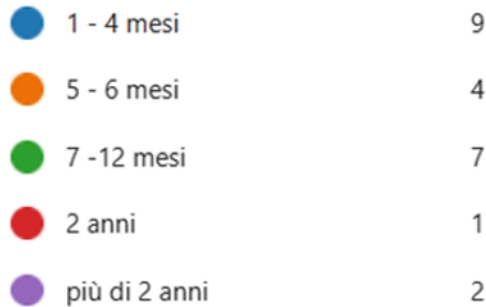 1 - 4 mesi 9
5 - 6 mesi 4
7 -12 mesi 7
2 anni 1
più di 2 anni 2